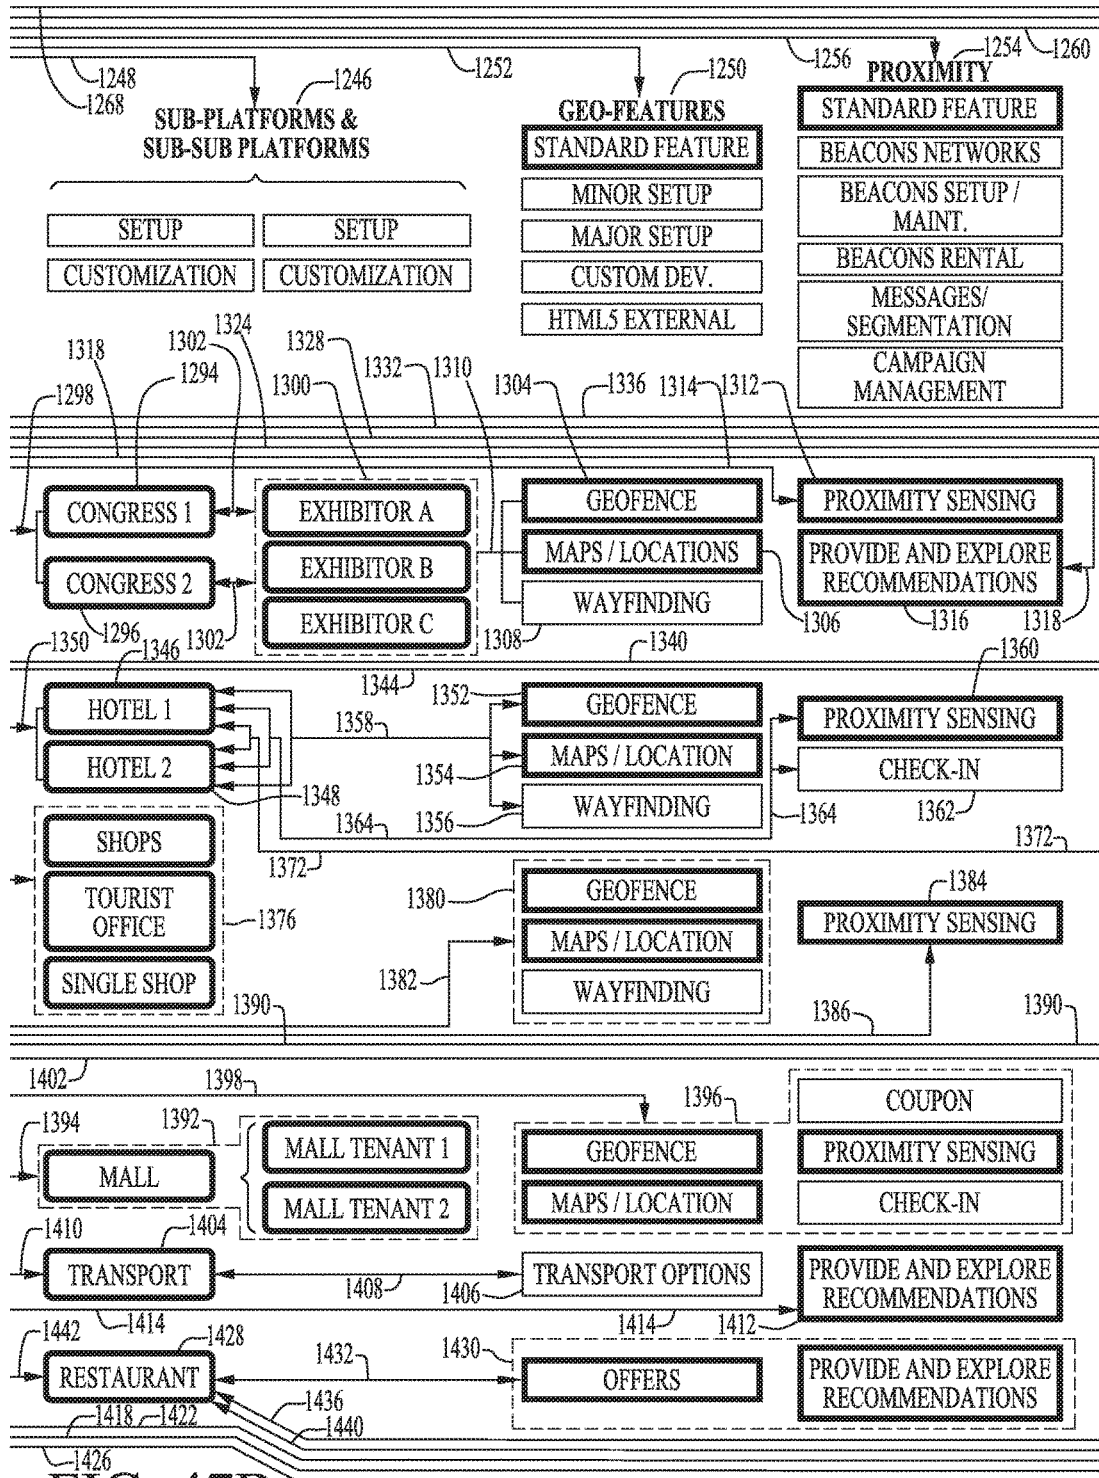 1268
1248
1252
1256
1260
1246
SUB-PLATFORMS &
SUB-SUB PLATFORMS
SETUP
SETUP
CUSTOMIZATION
CUSTOMIZATION
1250
GEO-FEATURES
STANDARD FEATURE
MINOR SETUP
MAJOR SETUP
CUSTOM DEV.
HTML5 EXTERNAL
1254
PROXIMITY
STANDARD FEATURE
BEACONS NETWORKS
BEACONS SETUP /
MAINT.
BEACONS RENTAL
MESSAGES/
SEGMENTATION
CAMPAIGN
MANAGEMENT
1318
1298
1324
1302
1294
1328
1300
1332
1310
1304
1336
1314
1312
CONGRESS 1
CONGRESS 2
1296
1302
EXHIBITOR A
EXHIBITOR B
EXHIBITOR C
GEOFENCE
MAPS / LOCATIONS
WAYFINDING
1308
1306
PROXIMITY SENSING
PROVIDE AND EXPLORE
RECOMMENDATIONS
1316
1318
1340
1344
1350
1346
HOTEL 1
HOTEL 2
1348
1358
1352
GEOFENCE
MAPS / LOCATION
1354
WAYFINDING
1356
1360
PROXIMITY SENSING
CHECK-IN
1362
1364
1364
1372
1372
SHOPS
TOURIST
OFFICE
SINGLE SHOP
1376
1380
GEOFENCE
MAPS / LOCATION
WAYFINDING
1382
1384
PROXIMITY SENSING
1386
1390
1390
1402
1398
1394
1392
MALL
MALL TENANT 1
MALL TENANT 2
1396
GEOFENCE
MAPS / LOCATION
COUPON
PROXIMITY SENSING
CHECK-IN
1410
1404
TRANSPORT
1408
TRANSPORT OPTIONS
1406
PROVIDE AND EXPLORE
RECOMMENDATIONS
1412
1414
1414
1442
1428
RESTAURANT
1432
1430
OFFERS
PROVIDE AND EXPLORE
RECOMMENDATIONS
1436
1440
1422
1418
1426